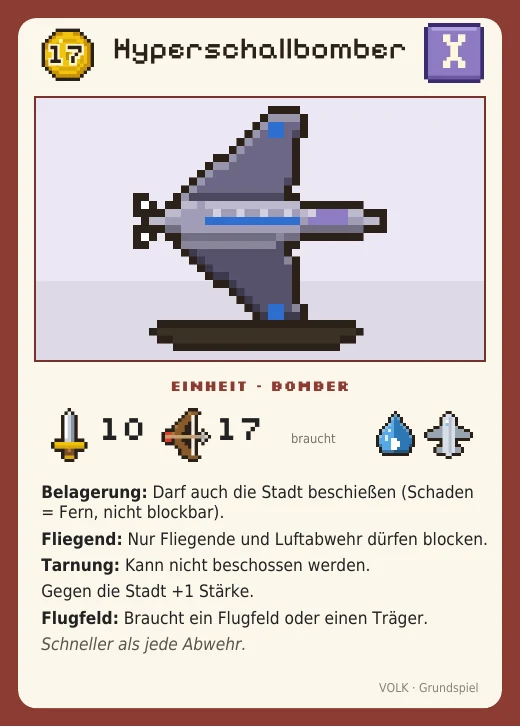 17 Hyperschallbomber X
EINHEIT · BOMBER
10 17 braucht
Belagerung: Darf auch die Stadt beschießen (Schaden
= Fern, nicht blockbar).
Fliegend: Nur Fliegende und Luftabwehr dürfen blocken.
Tarnung: Kann nicht beschossen werden.
Gegen die Stadt +1 Stärke.
Flugfeld: Braucht ein Flugfeld oder einen Träger.
Schneller als jede Abwehr.
VOLK · Grundspiel